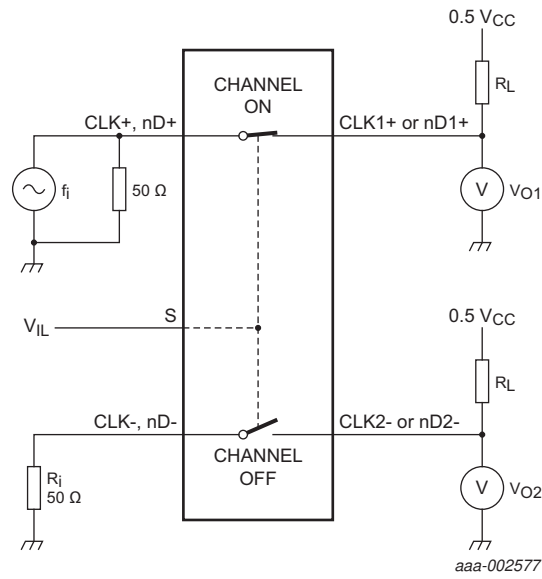 0.5 VCC
RL
CHANNEL
ON
CLK+, nD+
CLK1+ or nD1+
fi
50 Ω
V
VO1
S
VIL
0.5 VCC
RL
CLK-, nD-
CLK2- or nD2-
CHANNEL
OFF
Ri
50 Ω
V
VO2
aaa-002577